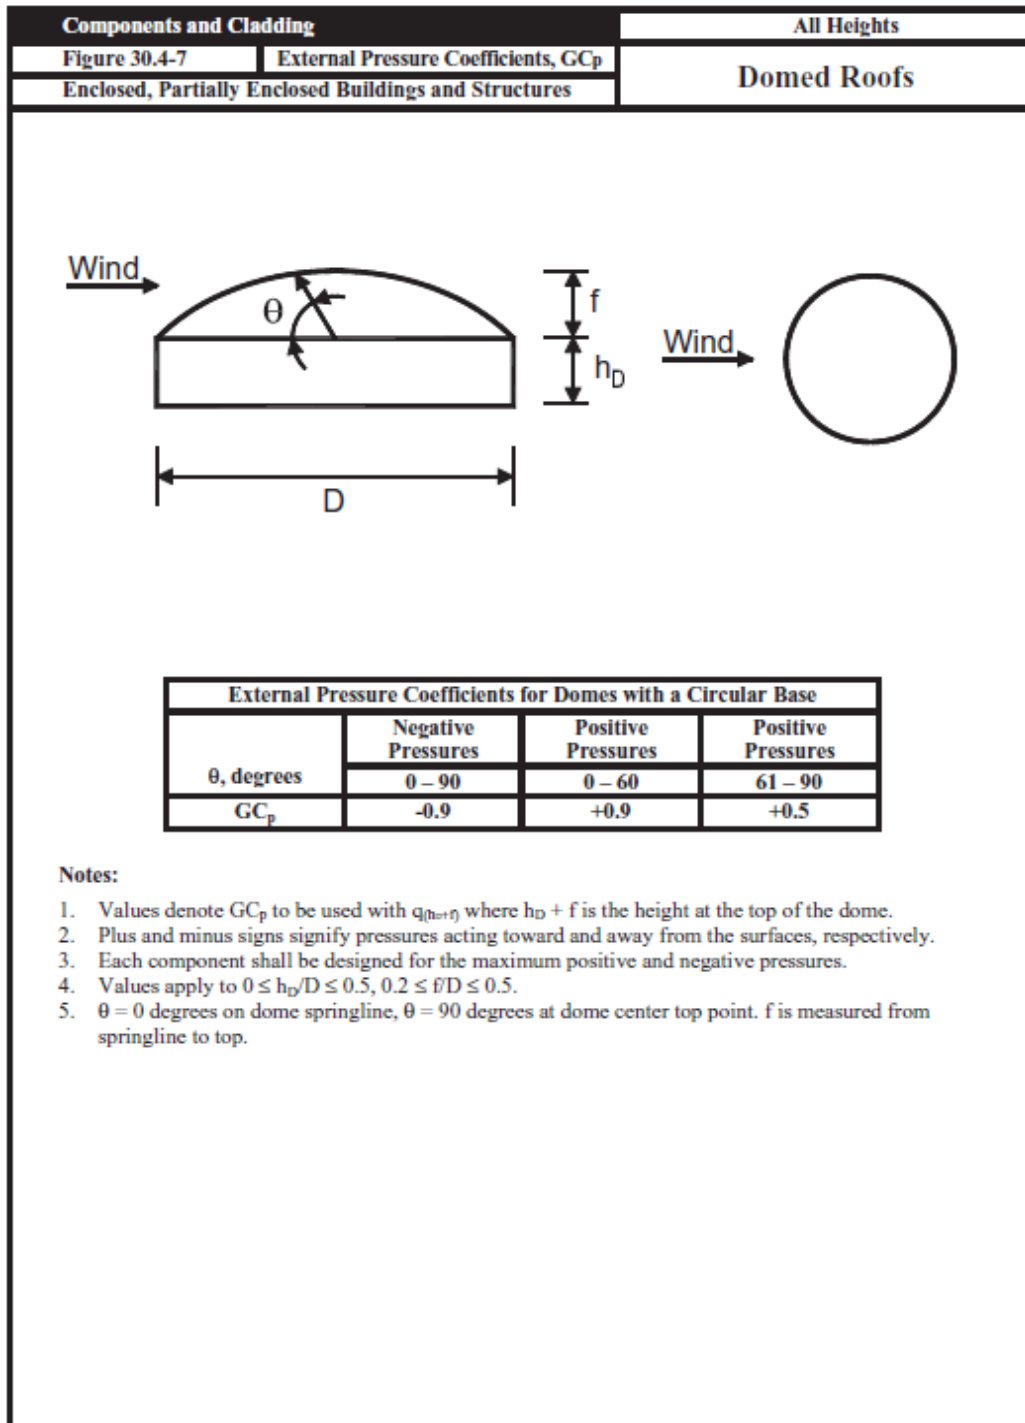 Components and Cladding
All Heights
Figure 30.4-7
External Pressure Coefficients, GCp
Domed Roofs
Enclosed, Partially Enclosed Buildings and Structures
Wind
θ
f
hD
D
Wind
External Pressure Coefficients for Domes with a Circular Base
θ, degrees
Negative Pressures
Positive Pressures
Positive Pressures
0 – 90
0 – 60
61 – 90
GCp
-0.9
+0.9
+0.5
Notes:
1. Values denote GCp to be used with q(hD+f) where hD + f is the height at the top of the dome.
2. Plus and minus signs signify pressures acting toward and away from the surfaces, respectively.
3. Each component shall be designed for the maximum positive and negative pressures.
4. Values apply to 0 ≤ hD/D ≤ 0.5, 0.2 ≤ f/D ≤ 0.5.
5. θ = 0 degrees on dome springline, θ = 90 degrees at dome center top point. f is measured from
springline to top.